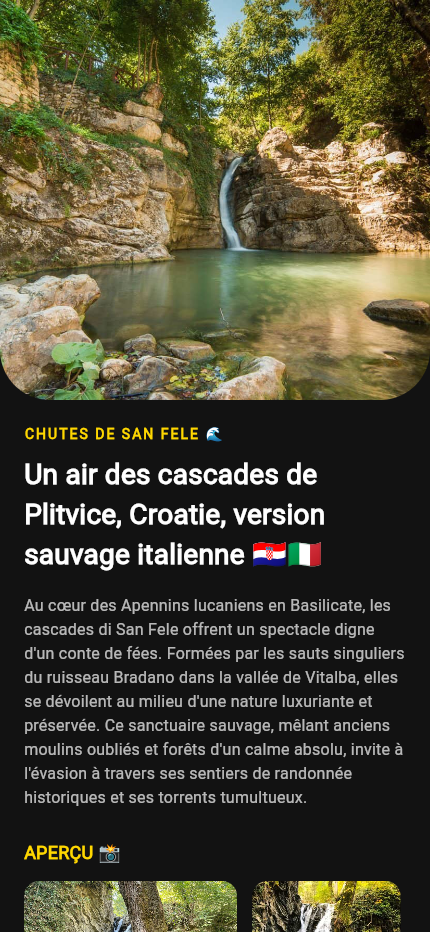 CHUTES DE SAN FELE 🌊
Un air des cascades de
Plitvice, Croatie, version
sauvage italienne 🇭🇷🇮🇹
Au cœur des Apennins lucaniens en Basilicate, les
cascades di San Fele offrent un spectacle digne
d'un conte de fées. Formées par les sauts singuliers
du ruisseau Bradano dans la vallée de Vitalba, elles
se dévoilent au milieu d'une nature luxuriante et
préservée. Ce sanctuaire sauvage, mêlant anciens
moulins oubliés et forêts d'un calme absolu, invite à
l'évasion à travers ses sentiers de randonnée
historiques et ses torrents tumultueux.
APERÇU 📸